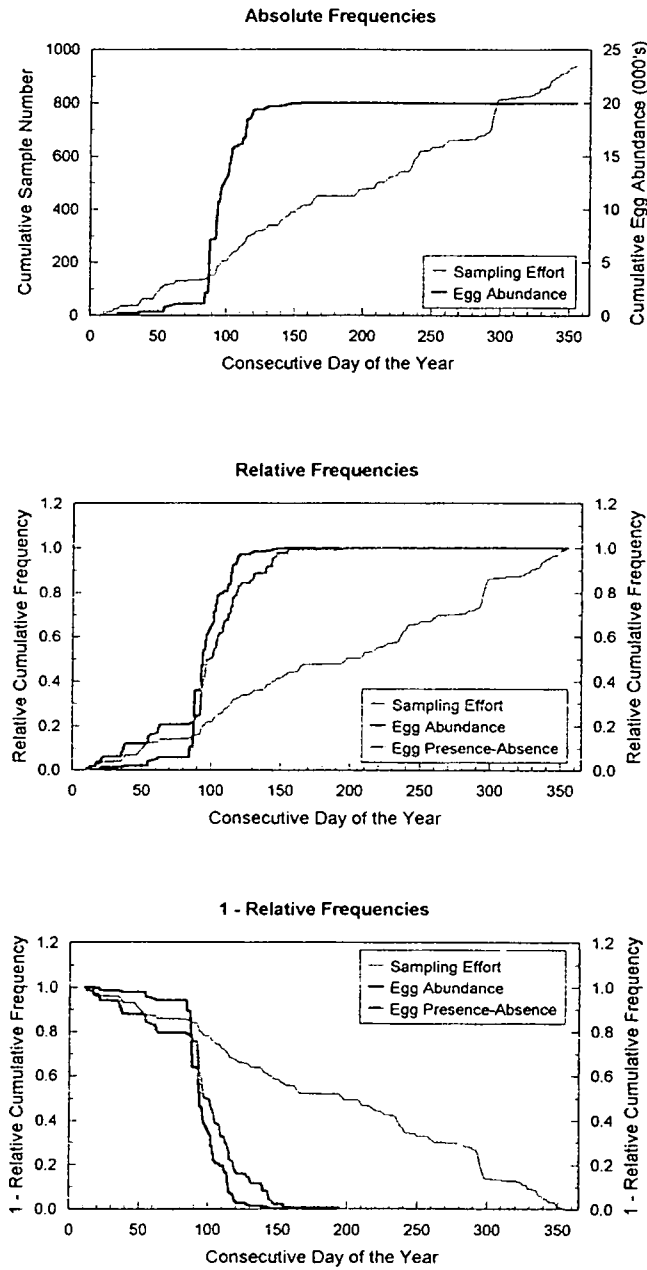 Absolute Frequencies
Cumulative Sample Number
1000
800
600
400
200
0
25
20
15
10
5
0
Cumulative Egg Abundance (000's)
Sampling Effort
Egg Abundance
0 50 100 150 200 250 300 350
Consecutive Day of the Year
Relative Frequencies
Relative Cumulative Frequency
1.2
1.0
0.8
0.6
0.4
0.2
0.0
1.2
1.0
0.8
0.6
0.4
0.2
0.0
Relative Cumulative Frequency
Sampling Effort
Egg Abundance
Egg Presence-Absence
0 50 100 150 200 250 300 350
Consecutive Day of the Year
1 - Relative Frequencies
1 - Relative Cumulative Frequency
1.2
1.0
0.8
0.6
0.4
0.2
0.0
1.2
1.0
0.8
0.6
0.4
0.2
0.0
1 - Relative Cumulative Frequency
Sampling Effort
Egg Abundance
Egg Presence-Absence
0 50 100 150 200 250 300 350
Consecutive Day of the Year